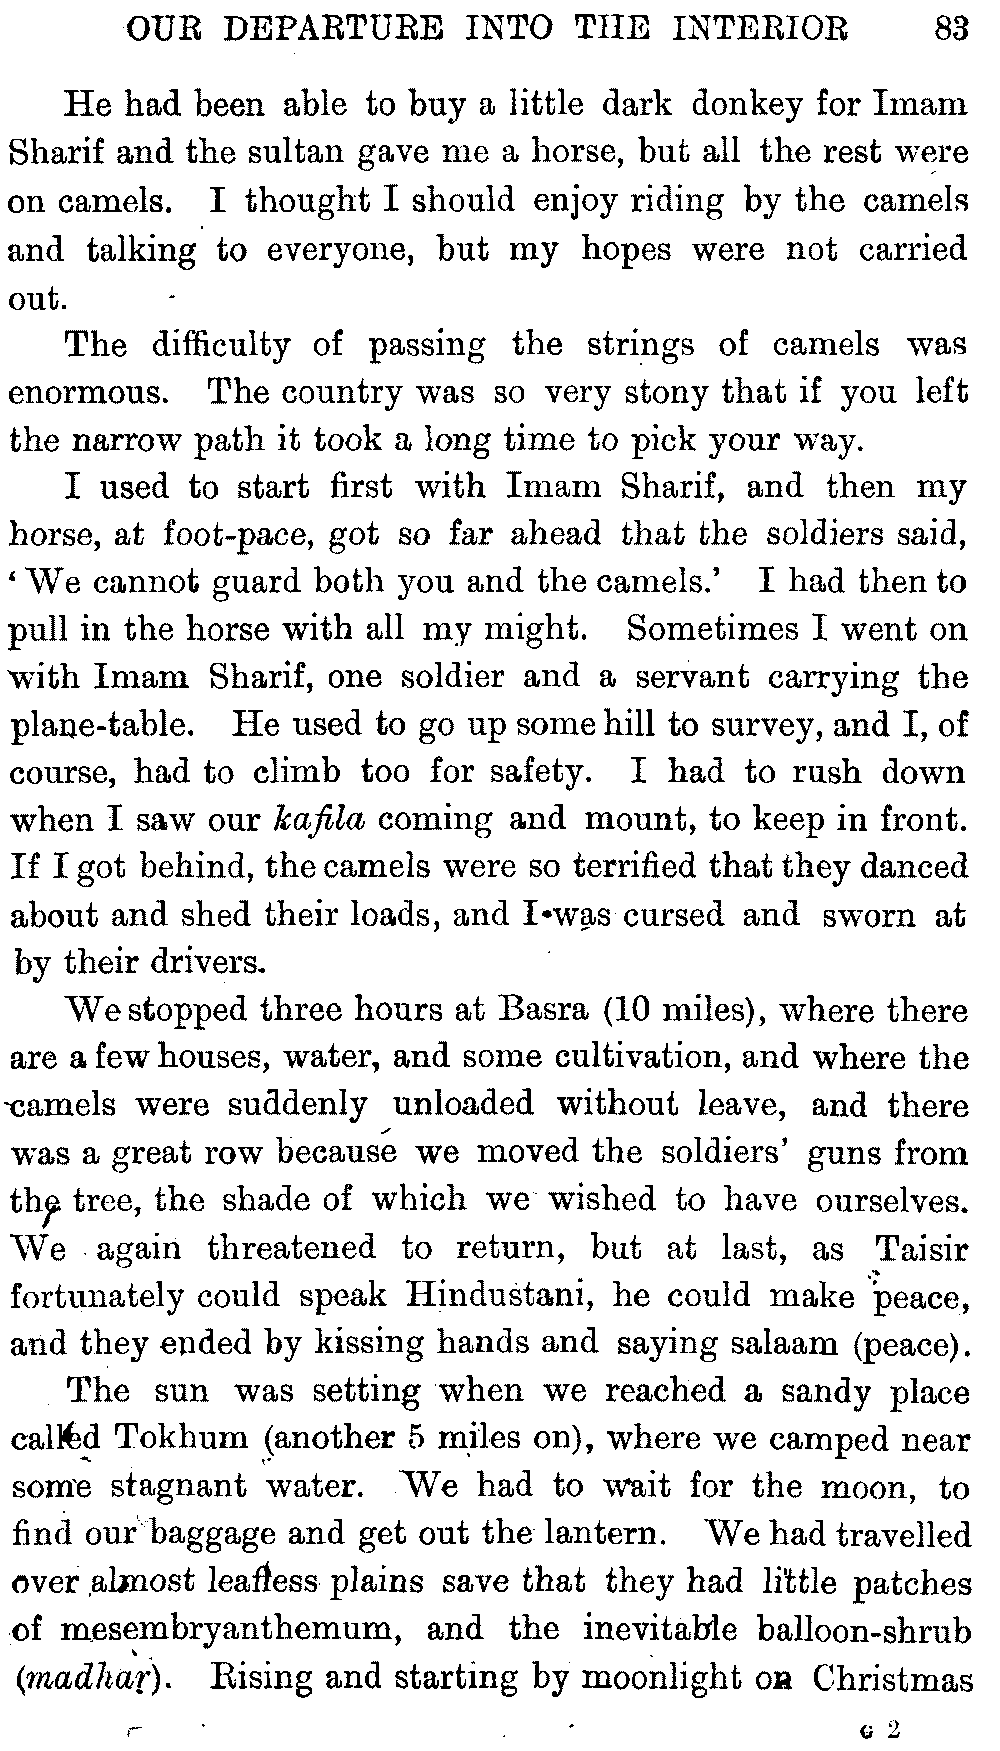 OUR DEPARTURE INTO THE INTERIOR 83
He had been able to buy a little dark donkey for Imam
Sharif and the sultan gave me a horse, but all the rest were
on camels. I thought I should enjoy riding by the camels
and talking to everyone, but my hopes were not carried
out.
The difficulty of passing the strings of camels was
enormous. The country was so very stony that if you left
the narrow path it took a long time to pick your way.
I used to start first with Imam Sharif, and then my
horse, at foot-pace, got so far ahead that the soldiers said,
‘We cannot guard both you and the camels.’ I had then to
pull in the horse with all my might. Sometimes I went on
with Imam Sharif, one soldier and a servant carrying the
plane-table. He used to go up some hill to survey, and I, of
course, had to climb too for safety. I had to rush down
when I saw our kafila coming and mount, to keep in front.
If I got behind, the camels were so terrified that they danced
about and shed their loads, and I was cursed and sworn at
by their drivers.
We stopped three hours at Basra (10 miles), where there
are a few houses, water, and some cultivation, and where the
camels were suddenly unloaded without leave, and there
was a great row because we moved the soldiers’ guns from
the tree, the shade of which we wished to have ourselves.
We again threatened to return, but at last, as Taisir
fortunately could speak Hindustani, he could make peace,
and they ended by kissing hands and saying salaam (peace).
The sun was setting when we reached a sandy place
called Tokhum (another 5 miles on), where we camped near
some stagnant water. We had to wait for the moon, to
find our baggage and get out the lantern. We had travelled
over almost leafless plains save that they had little patches
of mesembryanthemum, and the inevitable balloon-shrub
(madhar). Rising and starting by moonlight on Christmas
G 2